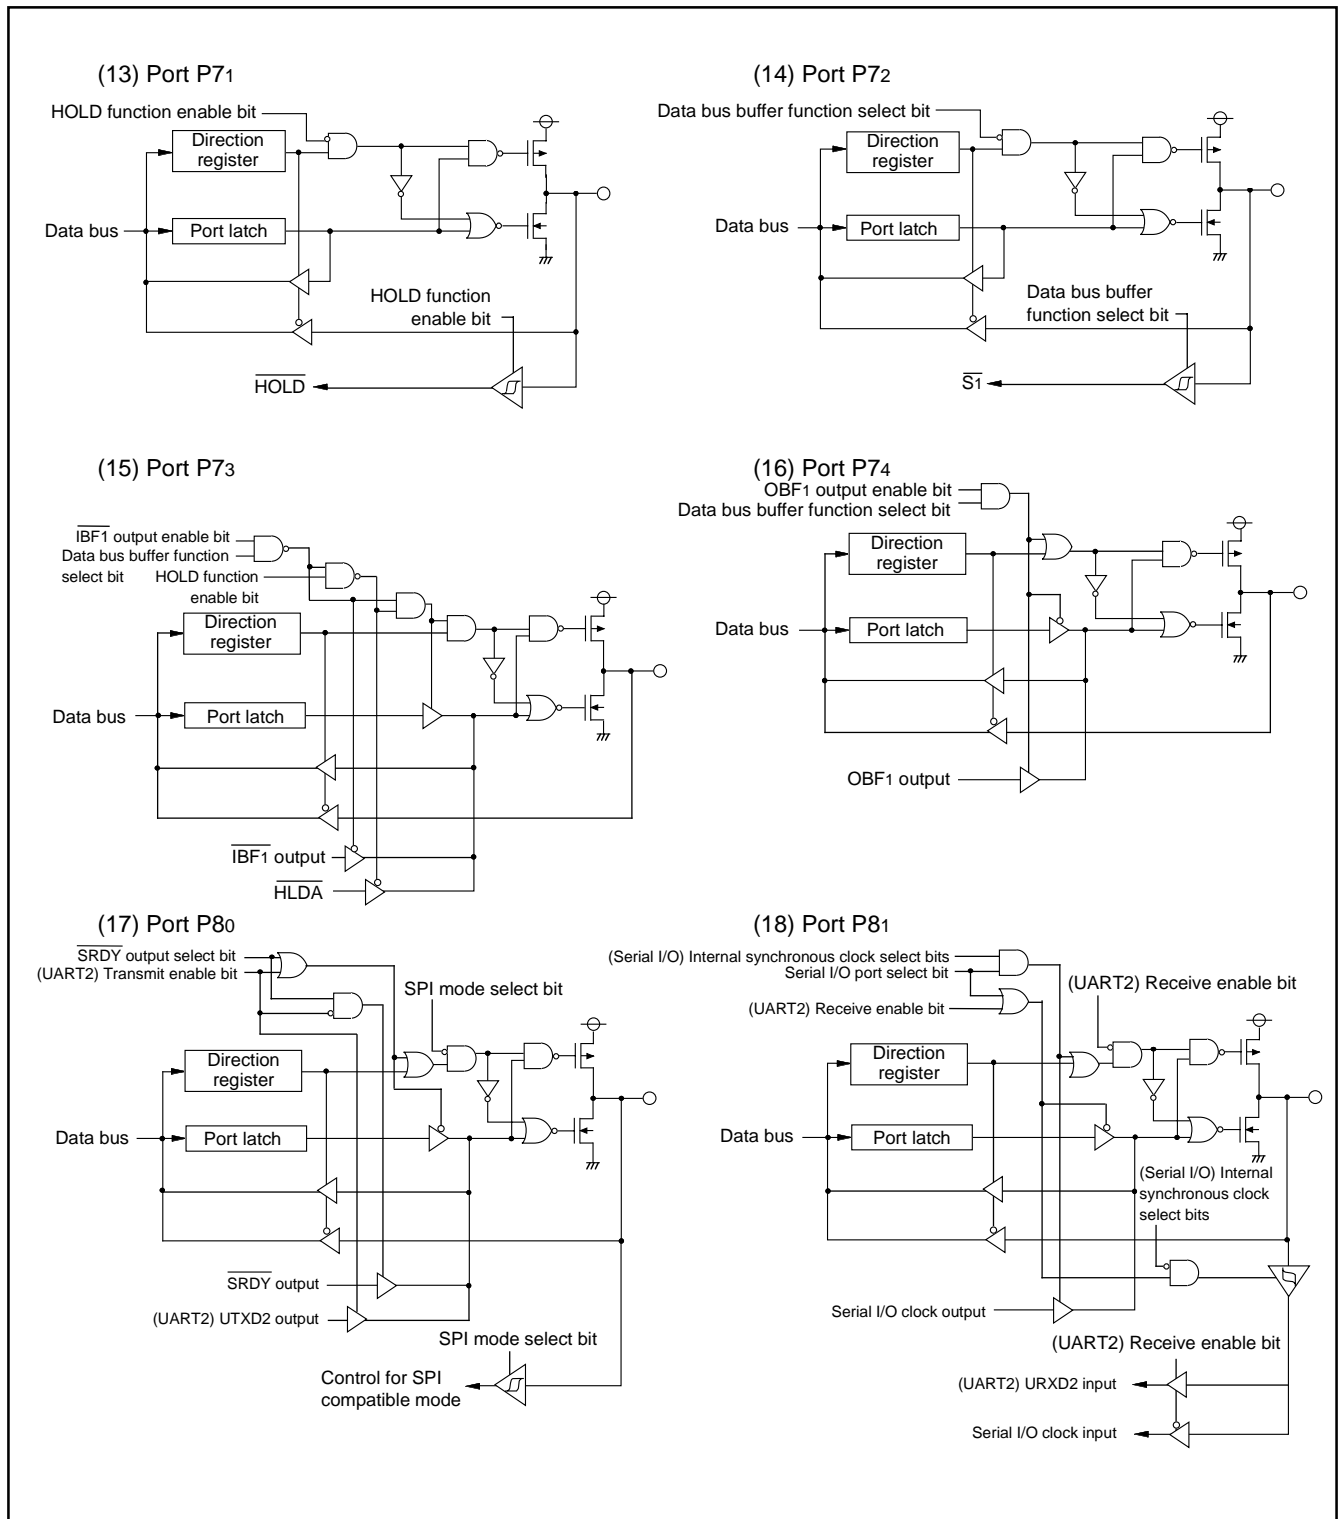 (13) Port P71
HOLD function enable bit
Direction
register
Data bus
Port latch
HOLD function
enable bit
HOLD
(14) Port P72
Data bus buffer function select bit
Direction
register
Data bus
Port latch
Data bus buffer
function select bit
S1
(15) Port P73
IBF1 output enable bit
Data bus buffer function
select bit
HOLD function
enable bit
Direction
register
Data bus
Port latch
IBF1 output
HLDA
(16) Port P74
OBF1 output enable bit
Data bus buffer function select bit
Direction
register
Data bus
Port latch
OBF1 output
(17) Port P80
SRDY output select bit
(UART2) Transmit enable bit
SPI mode select bit
Direction
register
Data bus
Port latch
SRDY output
(UART2) UTXD2 output
SPI mode select bit
Control for SPI
compatible mode
(18) Port P81
(Serial I/O) Internal synchronous clock select bits
Serial I/O port select bit
(UART2) Receive enable bit
(UART2) Receive enable bit
Direction
register
Data bus
Port latch
(Serial I/O) Internal
synchronous clock
select bits
Serial I/O clock output
(UART2) Receive enable bit
(UART2) URXD2 input
Serial I/O clock input